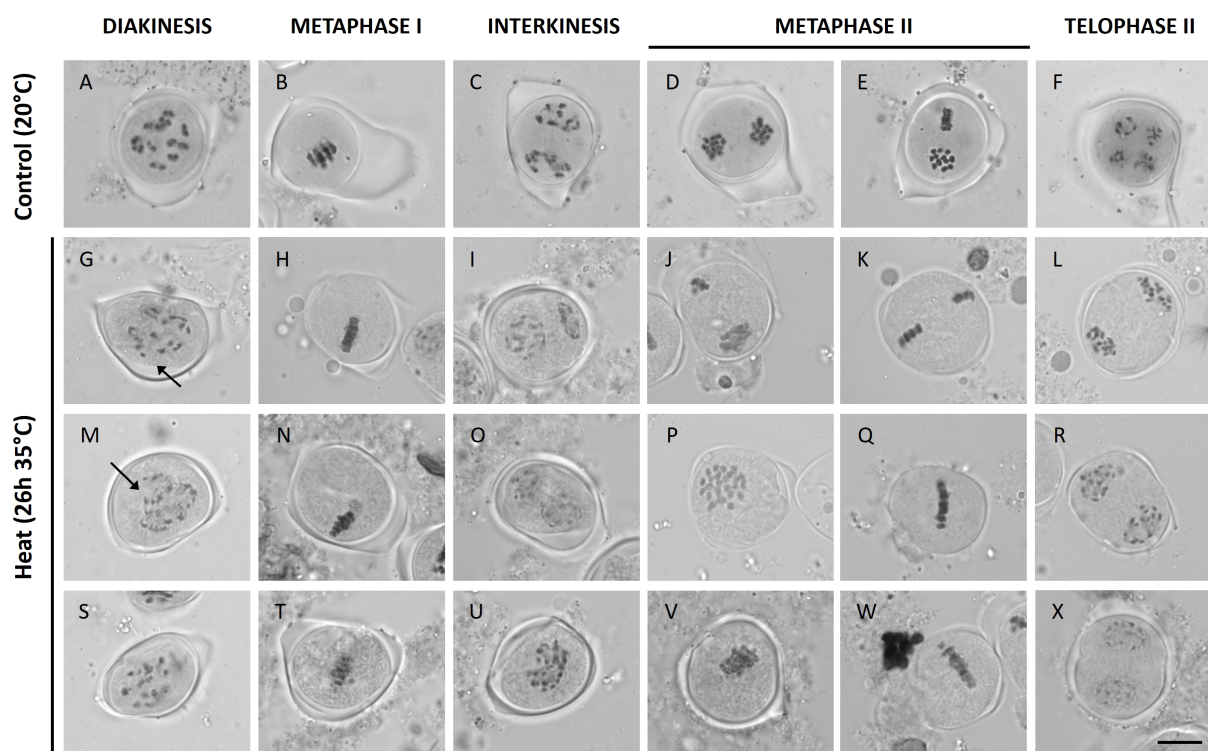 DIAKINESIS METAPHASE I INTERKINESIS METAPHASE II TELOPHASE II
Control (20°C)
A B C D E F
Heat (26h 35°C)
G H I J K L
M N O P Q R
S T U V W X